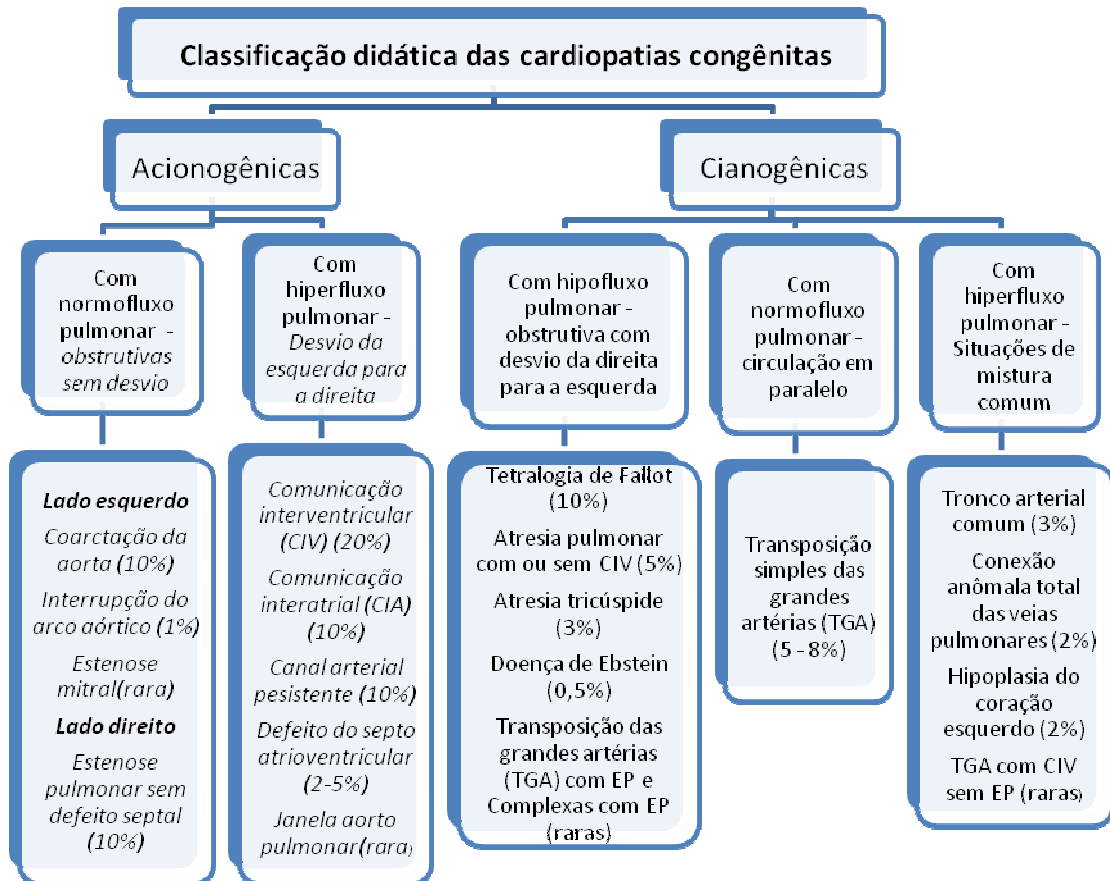 Classificação didática das cardiopatias congênitas
Acionogênicas
Cianogênicas
Com
normofluxo
pulmonar -
obstrutivas
sem desvio
Com
hiperfluxo
pulmonar -
Desvio da
esquerda para
a direita
Com hipofluxo
pulmonar -
obstrutiva com
desvio da direita
para a esquerda
Com
normofluxo
pulmonar -
circulação em
paralelo
Com
hiperfluxo
pulmonar -
Situações de
mistura
comum
Lado esquerdo
Coarctação da
aorta (10%)
Interrupção do
arco aórtico (1%)
Estenose
mitral(rara)
Lado direito
Estenose
pulmonar sem
defeito septal
(10%)
Comunicação
interventricular
(CIV) (20%)
Comunicação
interatrial (CIA)
(10%)
Canal arterial
pesistente (10%)
Defeito do septo
atrioventricular
(2-5%)
Janela aorto
pulmonar(rara)
Tetralogia de Fallot
(10%)
Atresia pulmonar
com ou sem CIV (5%)
Atresia tricúspide
(3%)
Doença de Ebstein
(0,5%)
Transposição das
grandes artérias
(TGA) com EP e
Complexas com EP
(raras)
Transposição
simples das
grandes
artérias (TGA)
(5 - 8%)
Tronco arterial
comum (3%)
Conexão
anômala total
das veias
pulmonares (2%)
Hipoplasia do
coração
esquerdo (2%)
TGA com CIV
sem EP (raras)